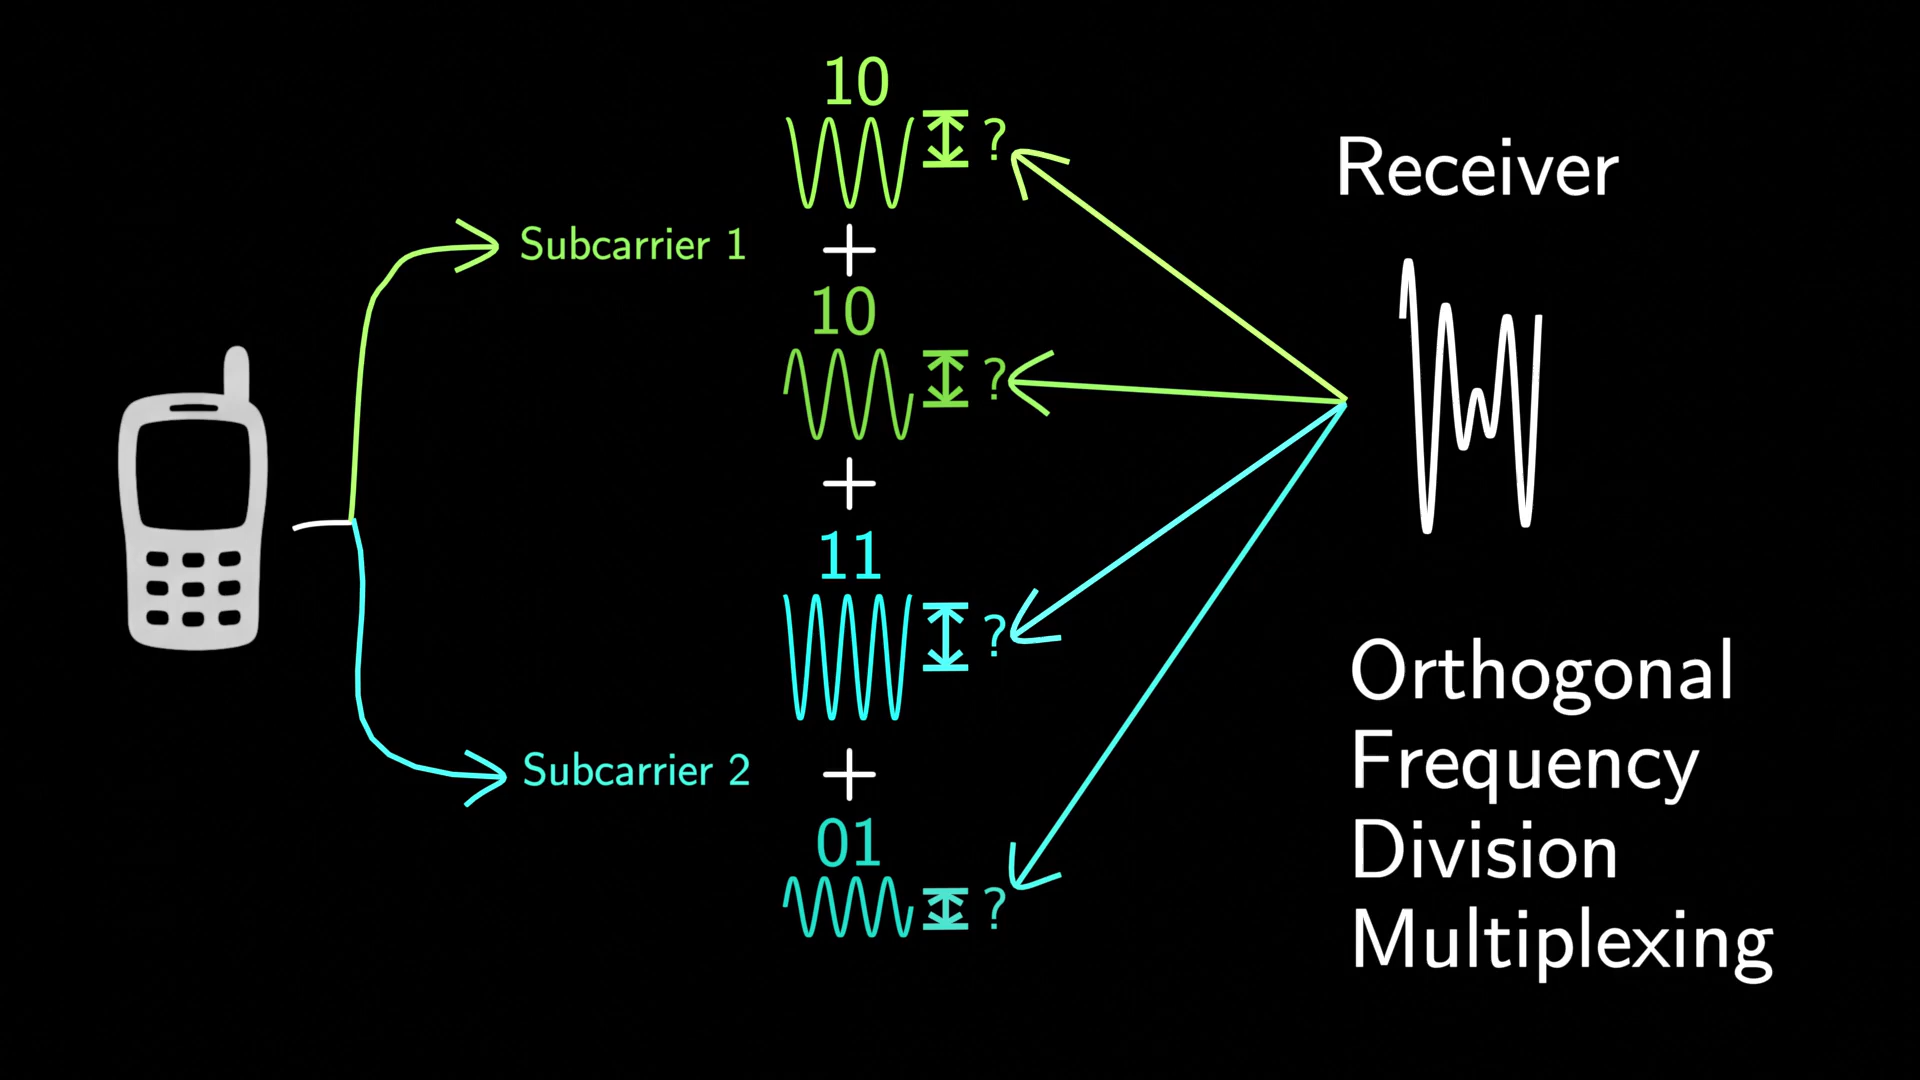 10
?
Subcarrier 1
+
10
?
+
11
?
Subcarrier 2
+
01
?
Receiver
Orthogonal
Frequency
Division
Multiplexing